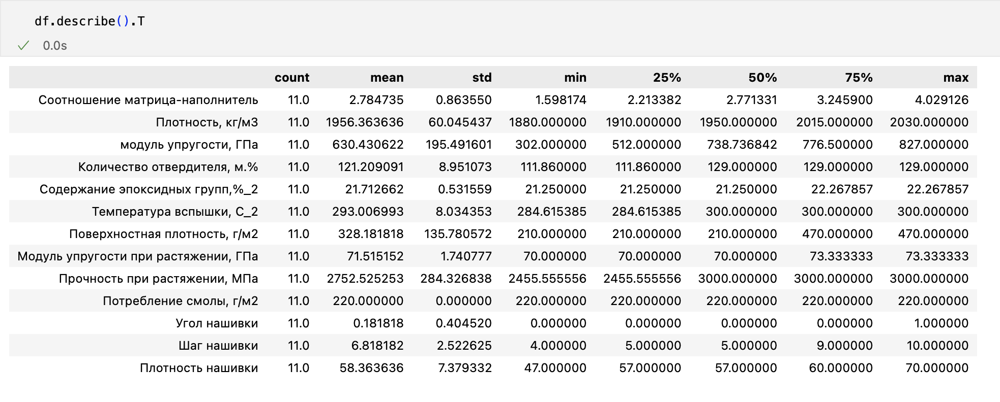 df.describe().T
0.0s
count mean std min 25% 50% 75% max
Соотношение матрица-наполнитель 11.0 2.784735 0.863550 1.598174 2.213382 2.771331 3.245900 4.029126
Плотность, кг/м3 11.0 1956.363636 60.045437 1880.000000 1910.000000 1950.000000 2015.000000 2030.000000
модуль упругости, ГПа 11.0 630.430622 195.491601 302.000000 512.000000 738.736842 776.500000 827.000000
Количество отвердителя, м.% 11.0 121.209091 8.951073 111.860000 111.860000 129.000000 129.000000 129.000000
Содержание эпоксидных групп,%_2 11.0 21.712662 0.531559 21.250000 21.250000 21.250000 22.267857 22.267857
Температура вспышки, С_2 11.0 293.006993 8.034353 284.615385 284.615385 300.000000 300.000000 300.000000
Поверхностная плотность, г/м2 11.0 328.181818 135.780572 210.000000 210.000000 210.000000 470.000000 470.000000
Модуль упругости при растяжении, ГПа 11.0 71.515152 1.740777 70.000000 70.000000 70.000000 73.333333 73.333333
Прочность при растяжении, МПа 11.0 2752.525253 284.326838 2455.555556 2455.555556 3000.000000 3000.000000 3000.000000
Потребление смолы, г/м2 11.0 220.000000 0.000000 220.000000 220.000000 220.000000 220.000000 220.000000
Угол нашивки 11.0 0.181818 0.404520 0.000000 0.000000 0.000000 0.000000 1.000000
Шаг нашивки 11.0 6.818182 2.522625 4.000000 5.000000 5.000000 9.000000 10.000000
Плотность нашивки 11.0 58.363636 7.379332 47.000000 57.000000 57.000000 60.000000 70.000000